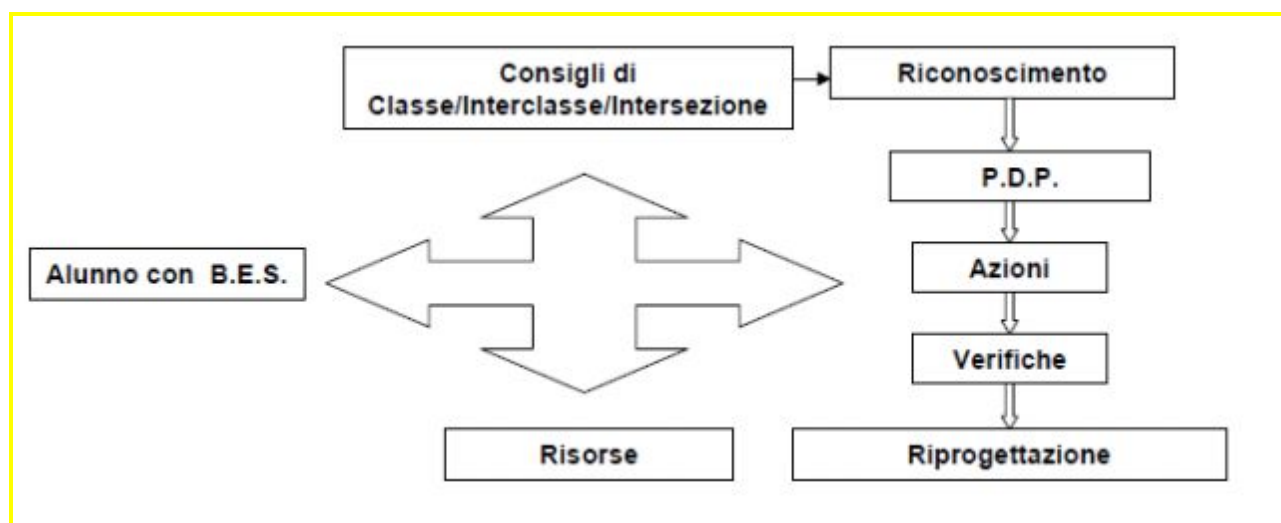 Consigli di
Classe/Interclasse/Intersezione
Riconoscimento
P.D.P.
Alunno con B.E.S.
Azioni
Verifiche
Risorse
Riprogettazione